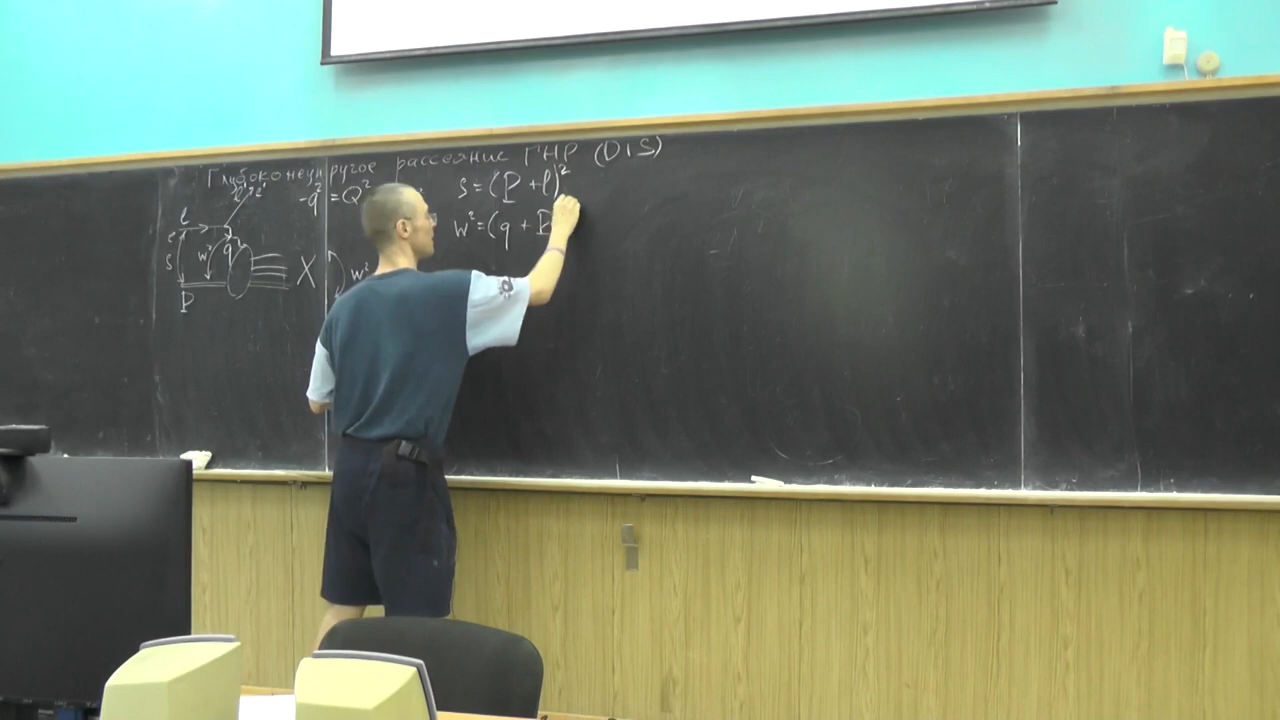 Глубоконеупругое рассеяние ГНР (DIS)
l' e'
-q² = Q²
s = (P + l)²
l
e
w² = (q + P
s
w²
q
X
w²
P